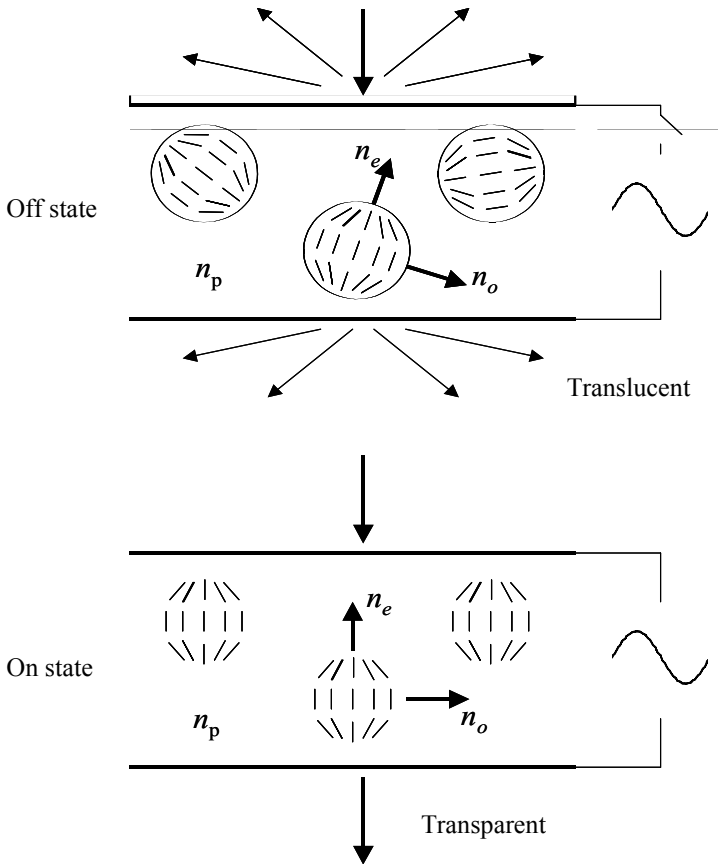 n_e
Off state
n_p
n_o
Translucent
n_e
On state
n_p
n_o
Transparent